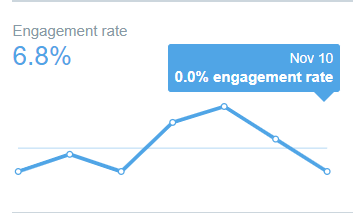 Engagement rate
6.8%
Nov 10
0.0% engagement rate